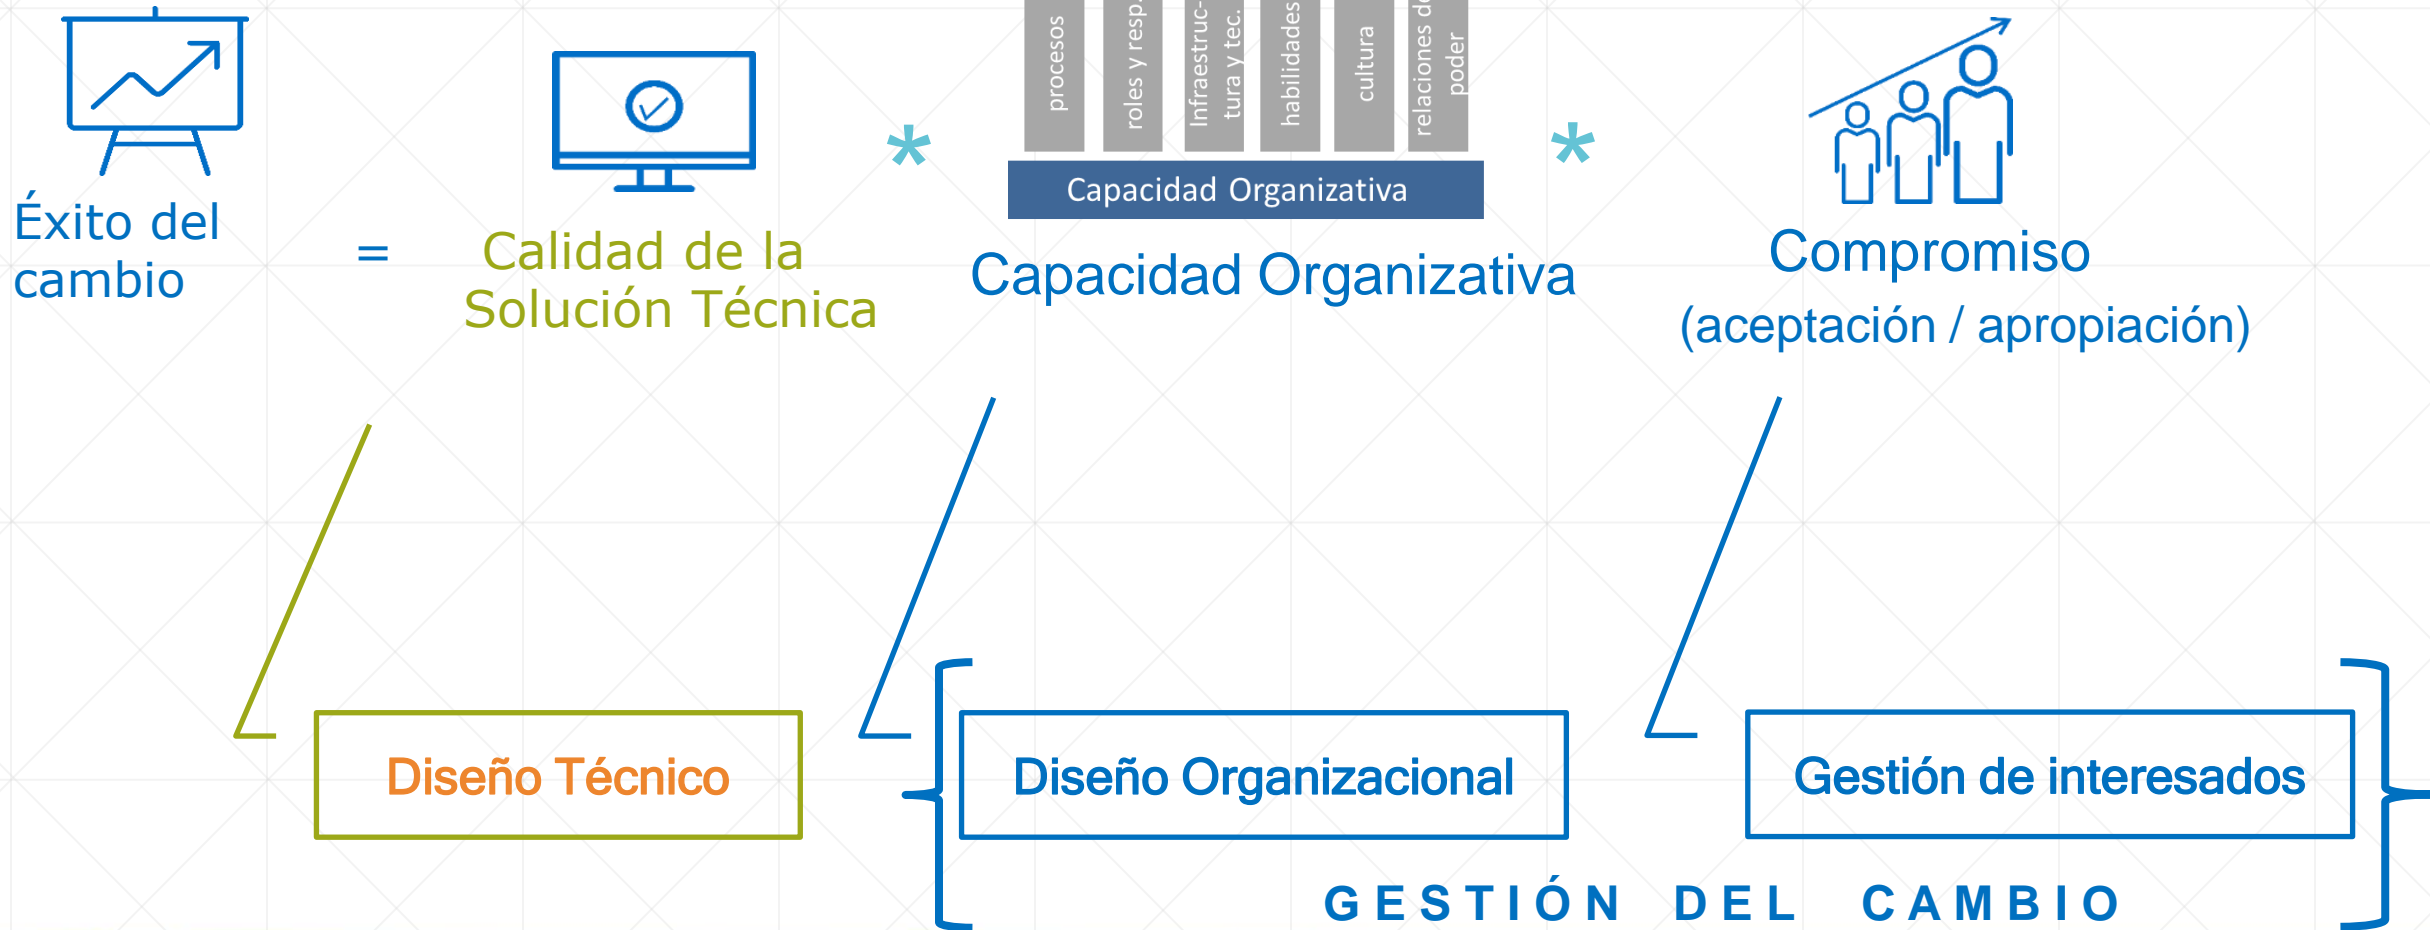 procesos
roles y resp.
Infraestruc-
tura y tec.
habilidades
cultura
relaciones de
poder
Capacidad Organizativa
Éxito del
cambio
=
Calidad de la
Solución Técnica
*
Capacidad Organizativa
*
Compromiso
(aceptación / apropiación)
Diseño Técnico
Diseño Organizacional
Gestión de interesados
GESTIÓN DEL CAMBIO